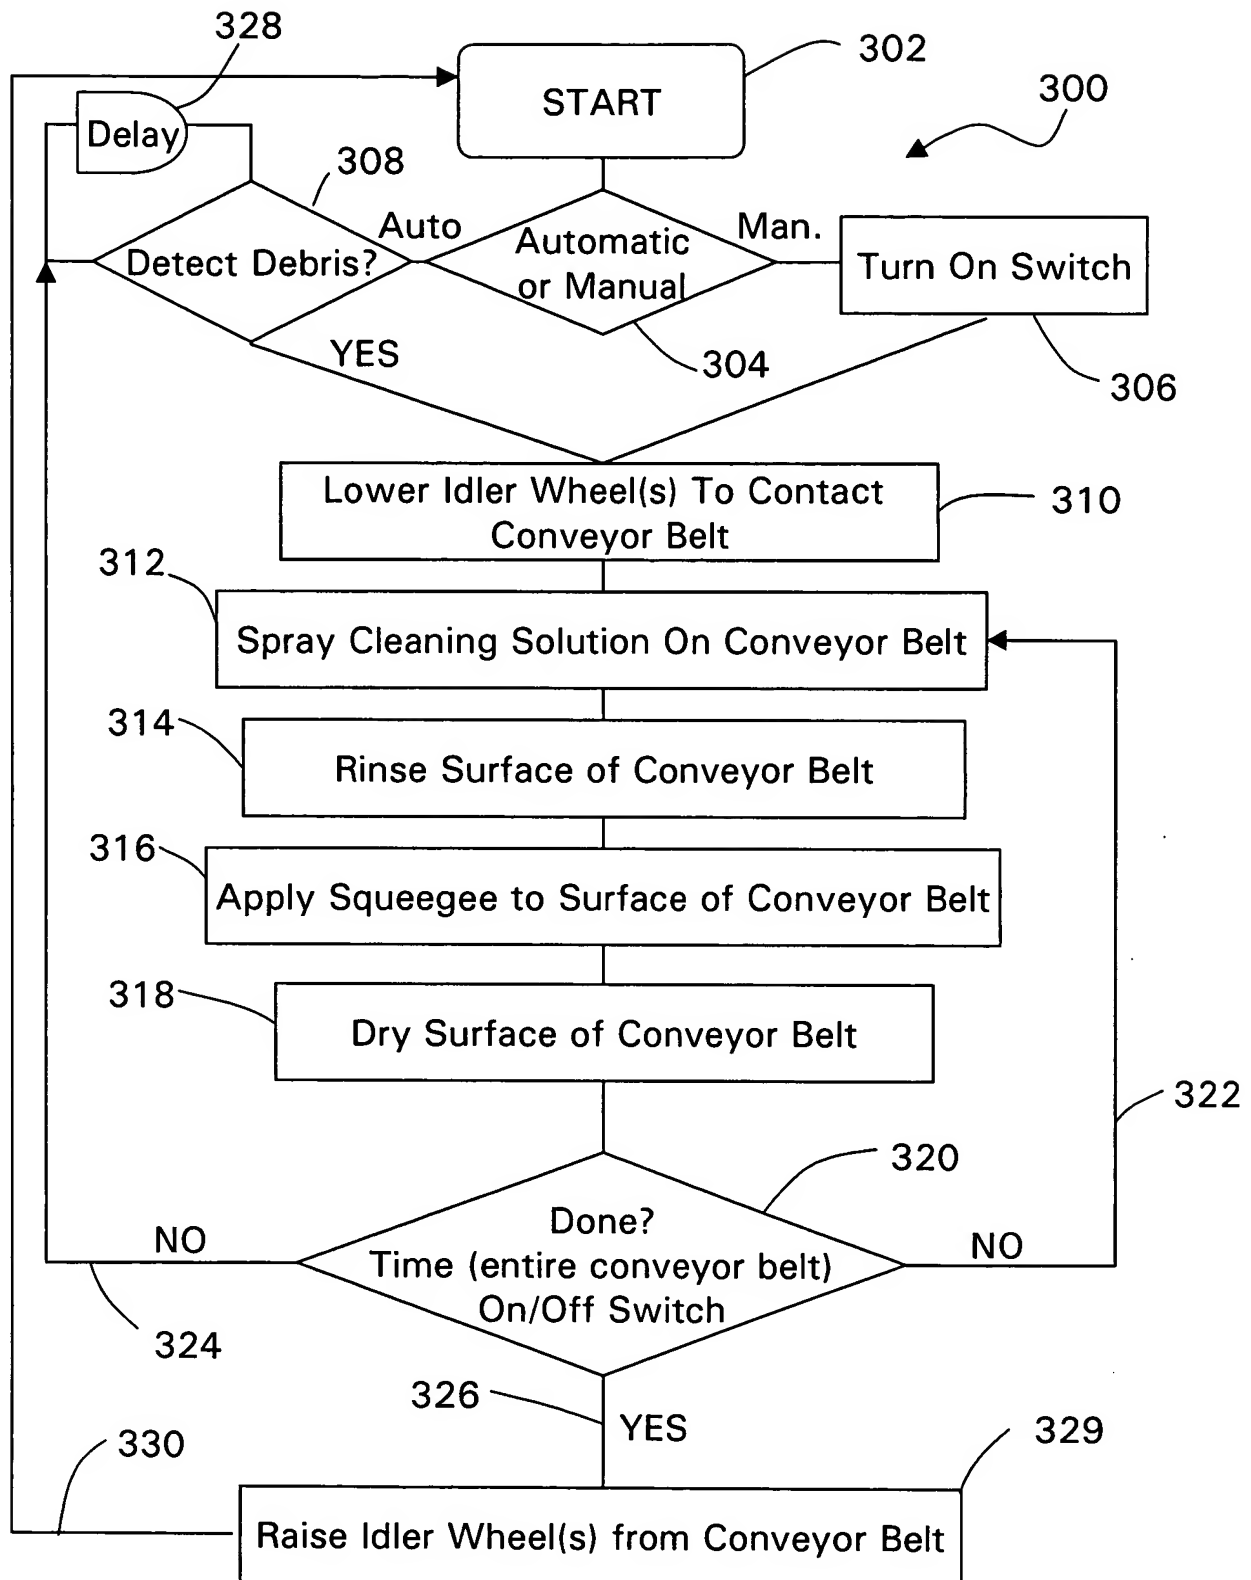 328
302
START
300
Delay
308
Auto
Man.
Detect Debris?
Automatic
or Manual
Turn On Switch
YES
304
306
Lower Idler Wheel(s) To Contact
Conveyor Belt
310
312
Spray Cleaning Solution On Conveyor Belt
314
Rinse Surface of Conveyor Belt
316
Apply Squeegee to Surface of Conveyor Belt
318
Dry Surface of Conveyor Belt
322
320
Done?
Time (entire conveyor belt)
On/Off Switch
NO
NO
324
326
YES
330
329
Raise Idler Wheel(s) from Conveyor Belt